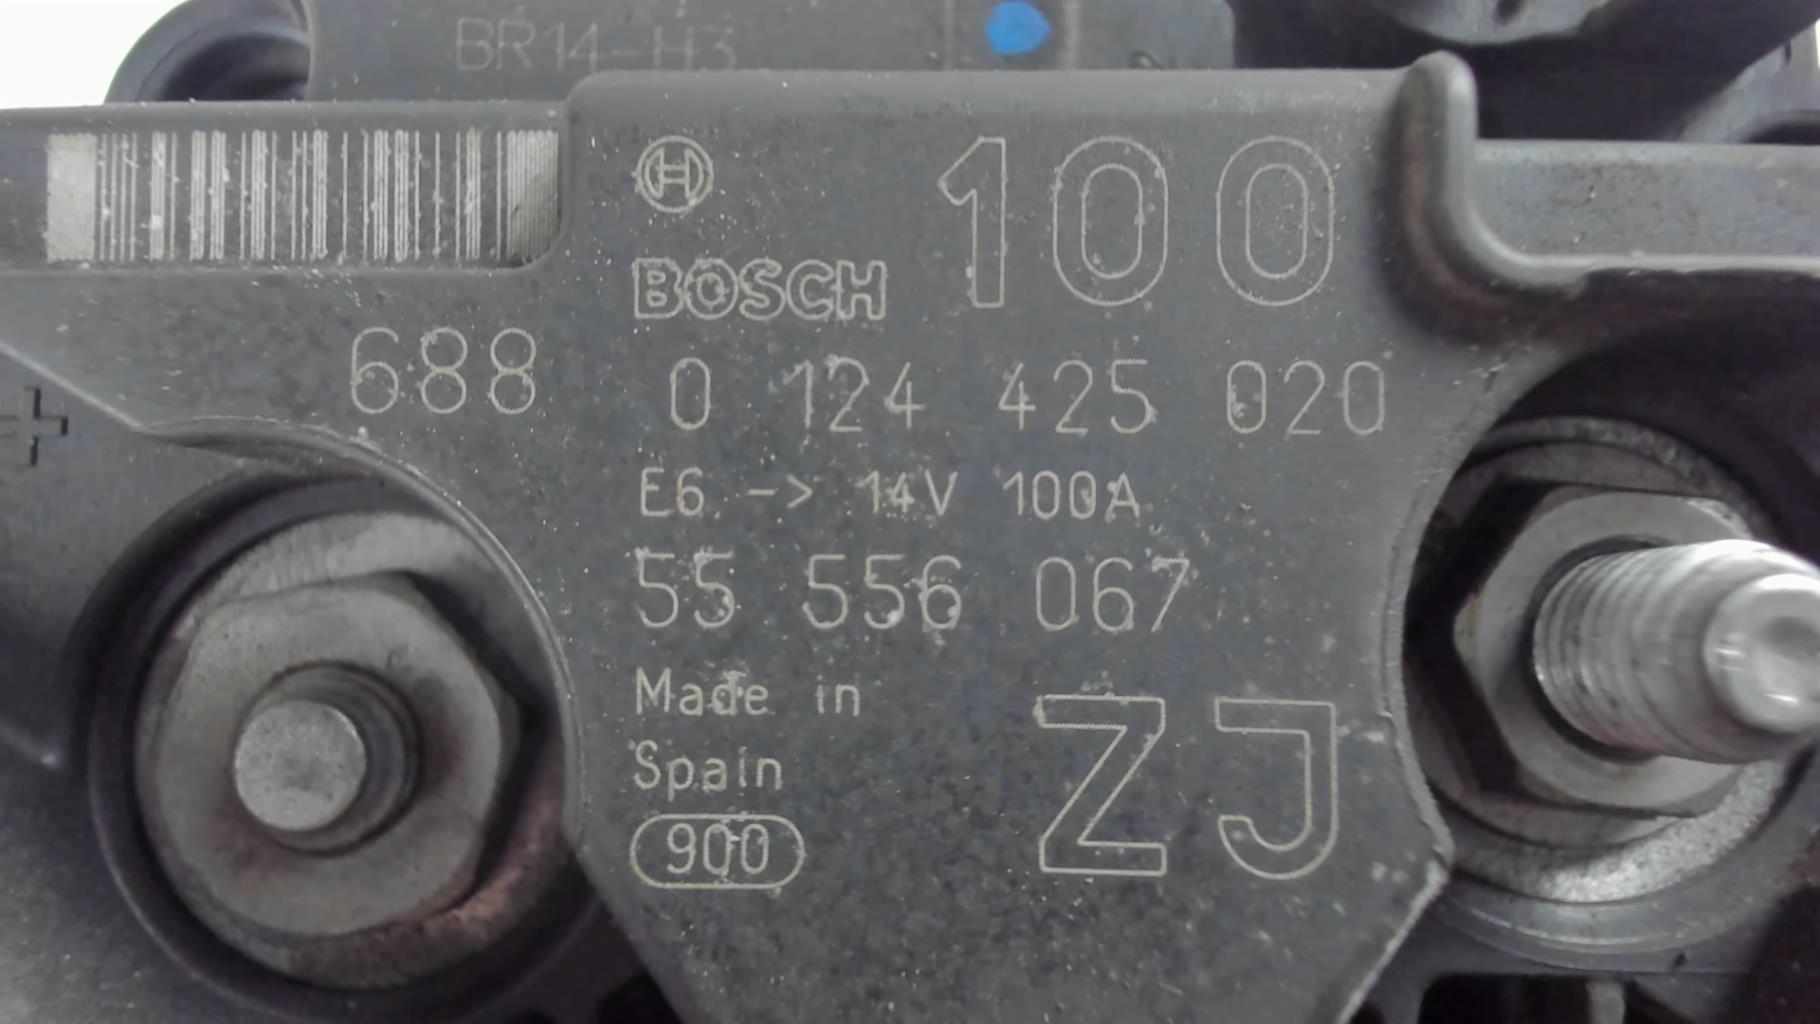 BR14-H3
BOSCH
100
688
0 124 425 020
E6 -> 14V 100A
55 556 067
Made in
Spain
900
ZJ